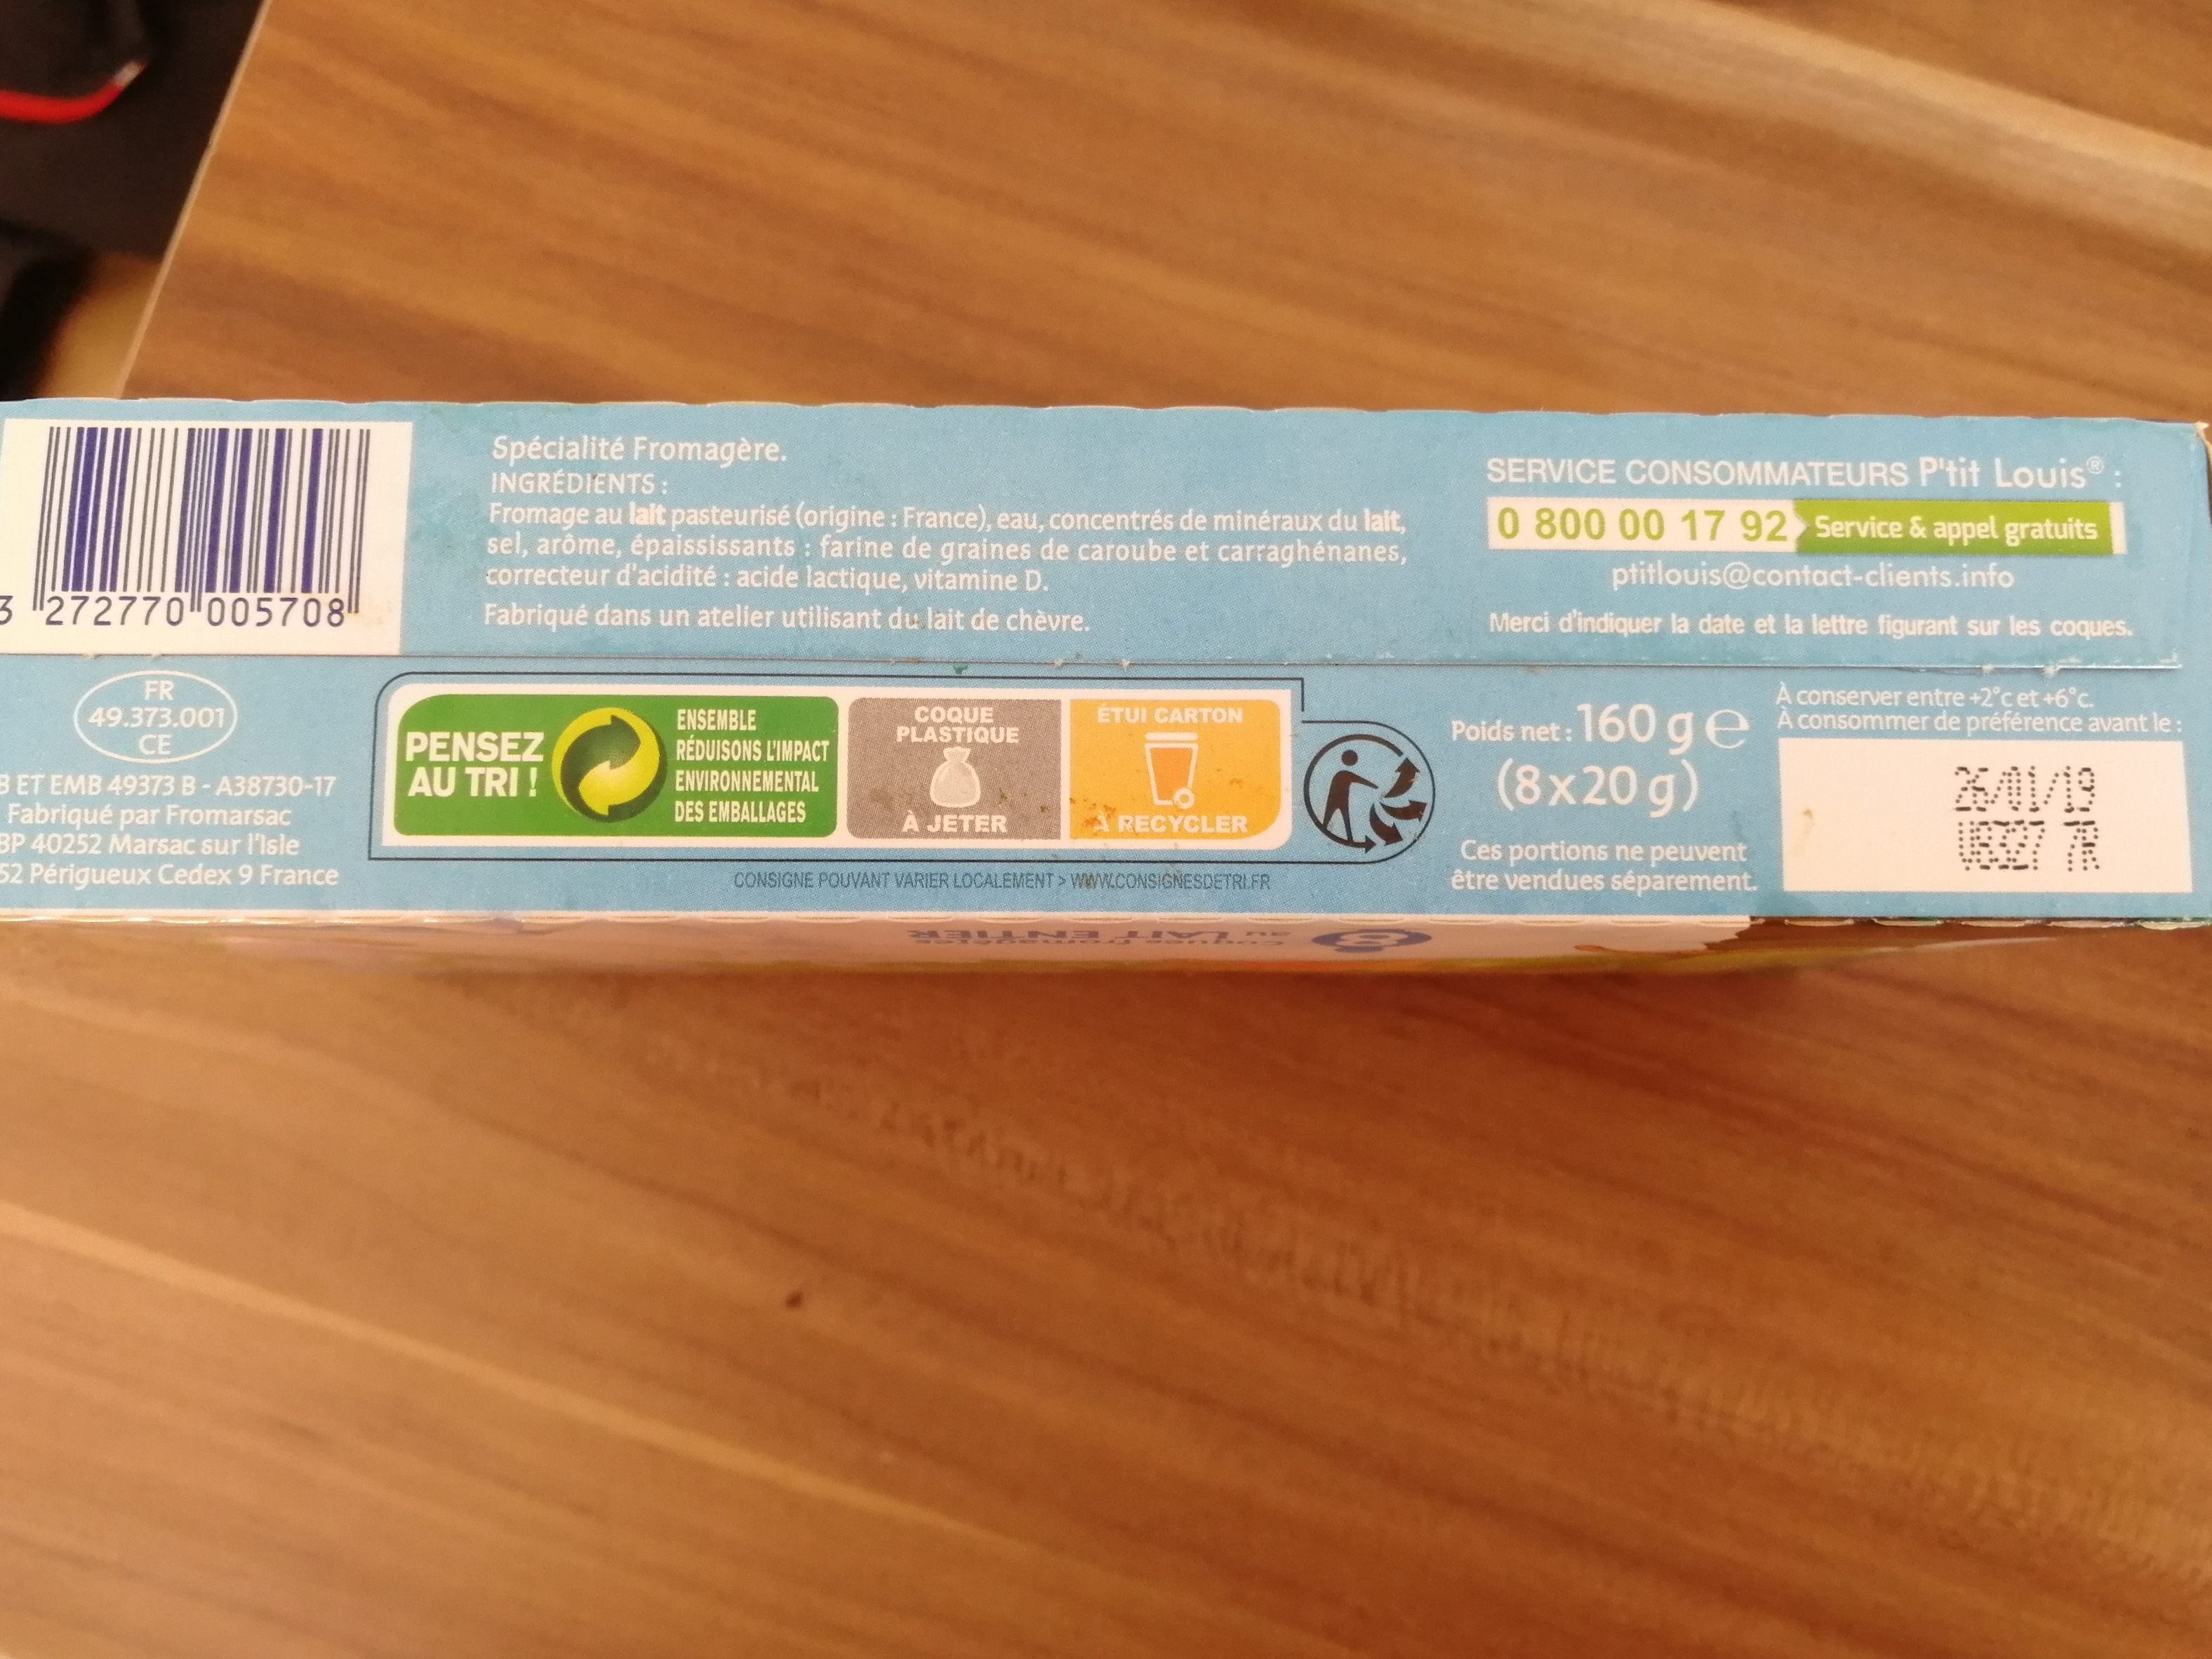 3 272770 005708
Spécialité Fromagère.
INGRÉDIENTS :
Fromage au lait pasteurisé (origine : France), eau, concentrés de minéraux du lait,
sel, arôme, épaississants : farine de graines de caroube et carraghénanes,
correcteur d'acidité : acide lactique, vitamine D.
Fabriqué dans un atelier utilisant du lait de chèvre.
SERVICE CONSOMMATEURS P'tit Louis® :
0 800 00 17 92 Service & appel gratuits
ptitlouis@contact-clients.info
Merci d'indiquer la date et la lettre figurant sur les coques.
FR
49.373.001
CE
B ET EMB 49373 B - A38730-17
Fabriqué par Fromarsac
BP 40252 Marsac sur l'Isle
52 Périgueux Cedex 9 France
PENSEZ
AU TRI !
ENSEMBLE
RÉDUISONS L'IMPACT
ENVIRONNEMENTAL
DES EMBALLAGES
COQUE
PLASTIQUE
À JETER
ÉTUI CARTON
À RECYCLER
CONSIGNE POUVANT VARIER LOCALEMENT > WWW.CONSIGNESDETRI.FR
Poids net : 160 g e
(8x20 g)
Ces portions ne peuvent
être vendues séparement.
À conserver entre +2°c et +6°c.
À consommer de préférence avant le :
26/01/19
7R
8 Coques fromagères
au LAIT ENTIER